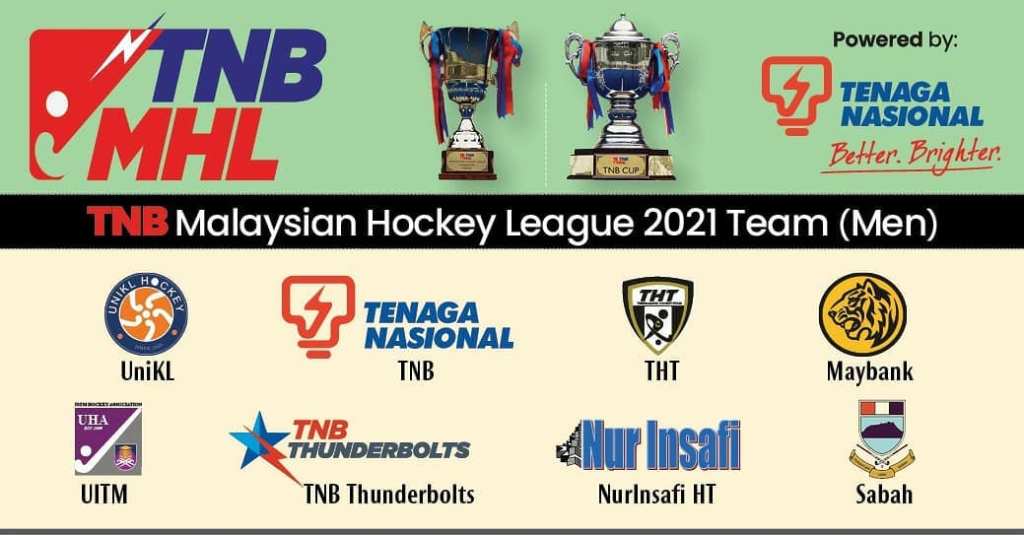 TNB
MHL
TNB
TNB CUP
Powered by:
TENAGA
NASIONAL
Better. Brighter.
TNB Malaysian Hockey League 2021 Team (Men)
UNIKL HOCKEY
UniKL
TENAGA
NASIONAL
TNB
THT
THT
Maybank
UHA
UITM
TNB
THUNDERBOLTS
TNB Thunderbolts
Nur Insafi
NurInsafi HT
Sabah